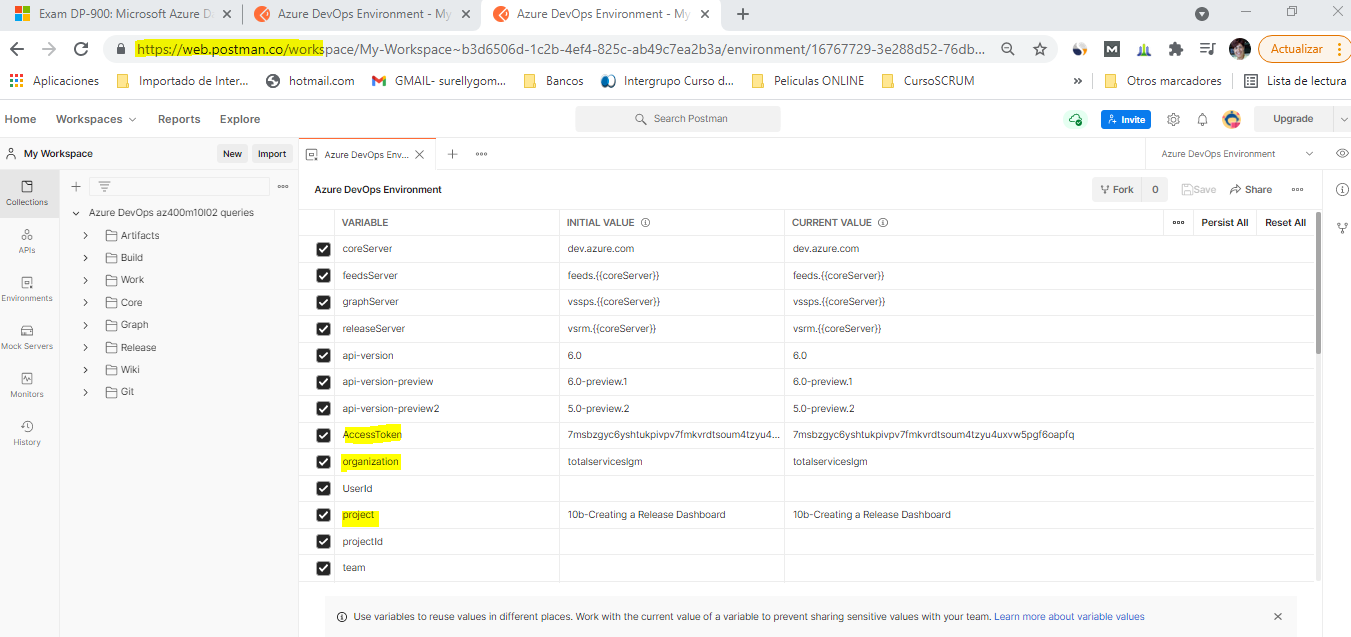 Exam DP-900: Microsoft Azure Da
Azure DevOps Environment - My
Azure DevOps Environment - My
https://web.postman.co/workspace/My-Workspace~b3d6506d-1c2b-4ef4-825c-ab49c7ea2b3a/environment/16767729-3e288d52-76db...
Actualizar
Aplicaciones
Importado de Inter...
hotmail.com
GMAIL- surellygom...
Bancos
Intergrupo Curso d...
Peliculas ONLINE
CursoSCRUM
»
Otros marcadores
Lista de lectura
Home
Workspaces
Reports
Explore
Search Postman
Invite
Upgrade
My Workspace
New
Import
Azure DevOps Env...
Azure DevOps Environment
Collections
APIs
Environments
Mock Servers
Monitors
History
Azure DevOps az400m10l02 queries
Artifacts
Build
Work
Core
Graph
Release
Wiki
Git
Azure DevOps Environment
Fork
0
Save
Share
VARIABLE INITIAL VALUE CURRENT VALUE Persist All Reset All
coreServer dev.azure.com dev.azure.com
feedsServer feeds.{{coreServer}} feeds.{{coreServer}}
graphServer vssps.{{coreServer}} vssps.{{coreServer}}
releaseServer vsrm.{{coreServer}} vsrm.{{coreServer}}
api-version 6.0 6.0
api-version-preview 6.0-preview.1 6.0-preview.1
api-version-preview2 5.0-preview.2 5.0-preview.2
AccessToken 7msbzgyc6yshtukpivpv7fmkvrdtsoum4tzyu4... 7msbzgyc6yshtukpivpv7fmkvrdtsoum4tzyu4uxvw5pgf6oapfq
organization totalserviceslgm totalserviceslgm
UserId
project 10b-Creating a Release Dashboard 10b-Creating a Release Dashboard
projectId
team
Use variables to reuse values in different places. Work with the current value of a variable to prevent sharing sensitive values with your team. Learn more about variable values